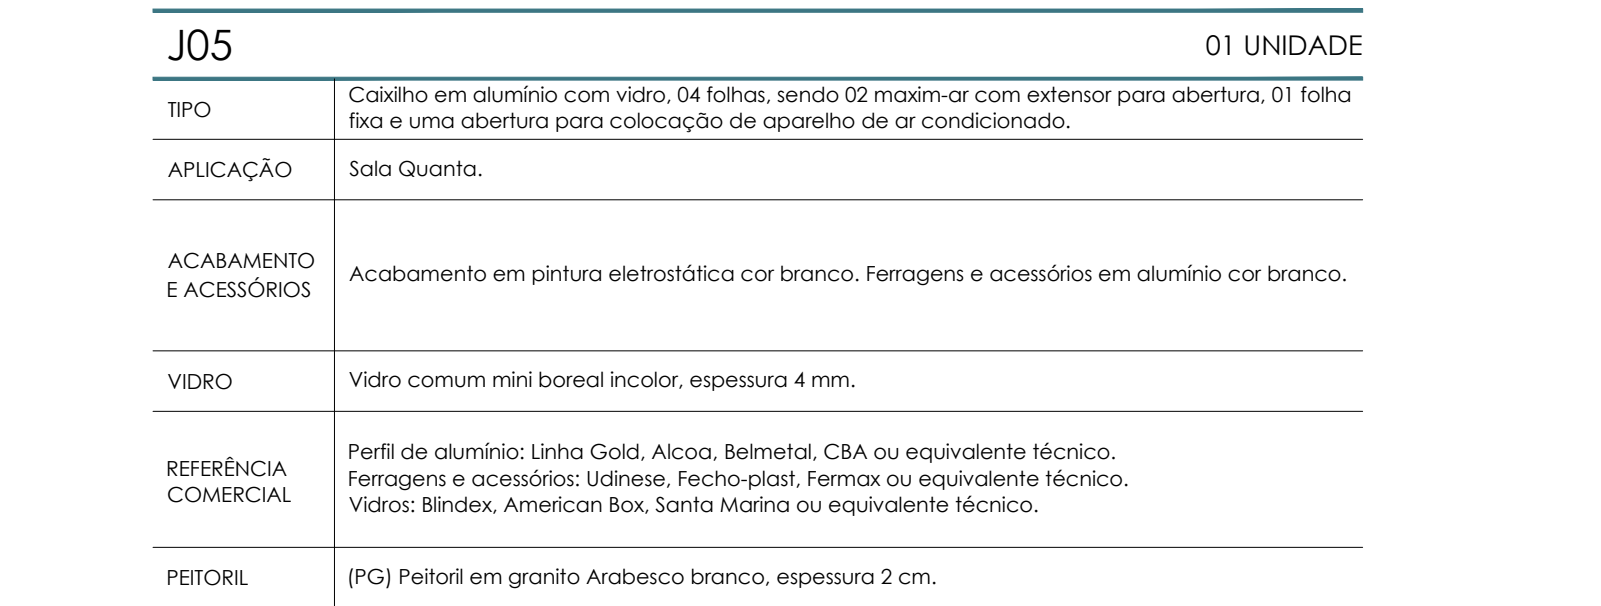 J05
01 UNIDADE
TIPO
Caixilho em alumínio com vidro, 04 folhas, sendo 02 maxim-ar com extensor para abertura, 01 folha
fixa e uma abertura para colocação de aparelho de ar condicionado.
APLICAÇÃO
Sala Quanta.
ACABAMENTO
E ACESSÓRIOS
Acabamento em pintura eletrostática cor branco. Ferragens e acessórios em alumínio cor branco.
VIDRO
Vidro comum mini boreal incolor, espessura 4 mm.
REFERÊNCIA
COMERCIAL
Perfil de alumínio: Linha Gold, Alcoa, Belmetal, CBA ou equivalente técnico.
Ferragens e acessórios: Udinese, Fecho-plast, Fermax ou equivalente técnico.
Vidros: Blindex, American Box, Santa Marina ou equivalente técnico.
PEITORIL
(PG) Peitoril em granito Arabesco branco, espessura 2 cm.